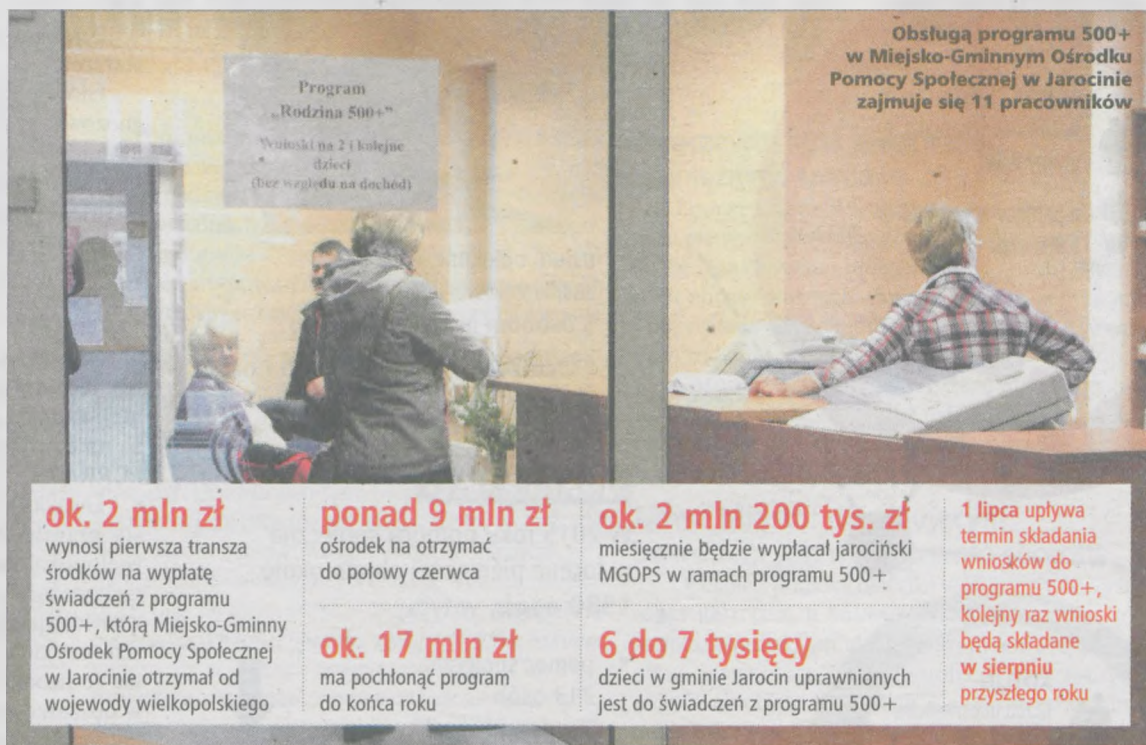 Obsługą programu 500+
w Miejsko-Gminnym Ośrodku
Pomocy Społecznej w Jarocinie
zajmuje się 11 pracowników
Program
„Rodzina 500+”
Wnioski na 2 i kolejne
dzieci
(bez względu na dochód)
ok. 2 mln zł
wynosi pierwsza transza
środków na wypłatę
świadczeń z programu
500+, którą Miejsko-Gminny
Ośrodek Pomocy Społecznej
w Jarocinie otrzymał od
wojewody wielkopolskiego
ponad 9 mln zł
ośrodek na otrzymać
do połowy czerwca
ok. 17 mln zł
ma pochłonąć program
do końca roku
ok. 2 mln 200 tys. zł
miesięcznie będzie wypłacał jarociński
MGOPS w ramach programu 500+
6 do 7 tysięcy
dzieci w gminie Jarocin uprawnionych
jest do świadczeń z programu 500+
1 lipca upływa
termin składania
wniosków do
programu 500+,
kolejny raz wnioski
będą składane
w sierpniu
przyszłego roku